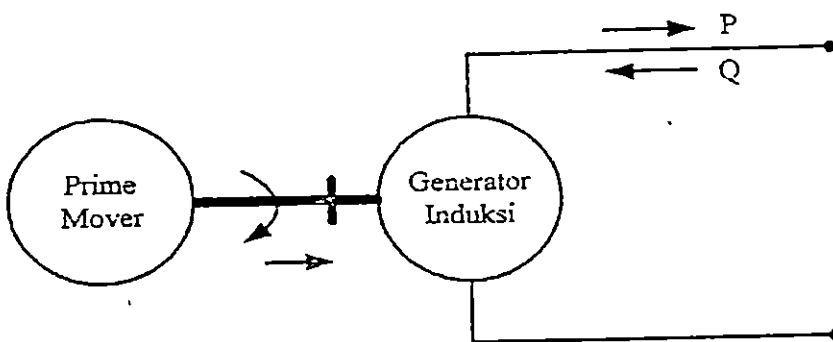 P
Q
Prime
Mover
Generator
Induksi